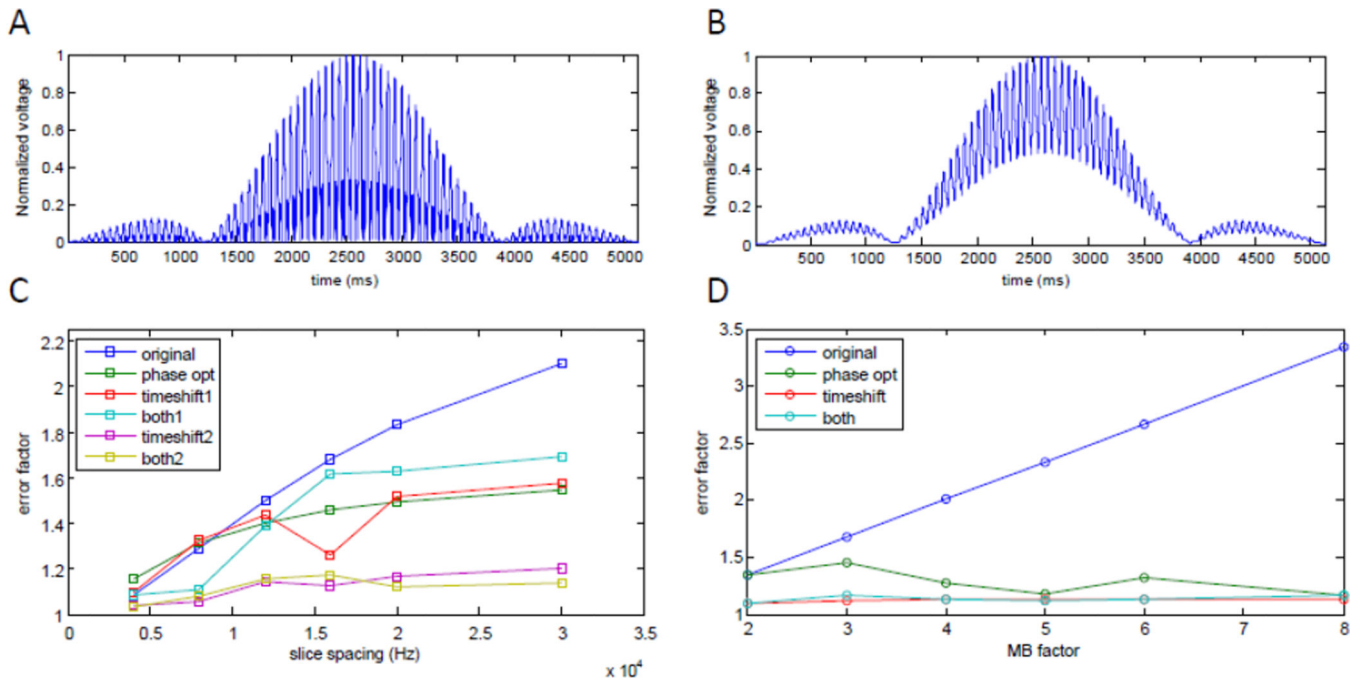 A
Normalized voltage
1
0.8
0.6
0.4
0.2
0
500 1000 1500 2000 2500 3000 3500 4000 4500 5000
time (ms)
B
Normalized voltage
1
0.8
0.6
0.4
0.2
0
500 1000 1500 2000 2500 3000 3500 4000 4500 5000
time (ms)
C
error factor
2.2
2
1.8
1.6
1.4
1.2
1
original
phase opt
timeshift1
both1
timeshift2
both2
0 0.5 1 1.5 2 2.5 3 3.5
slice spacing (Hz)
x 10^4
D
error factor
3.5
3
2.5
2
1.5
1
original
phase opt
timeshift
both
2 3 4 5 6 7 8
MB factor